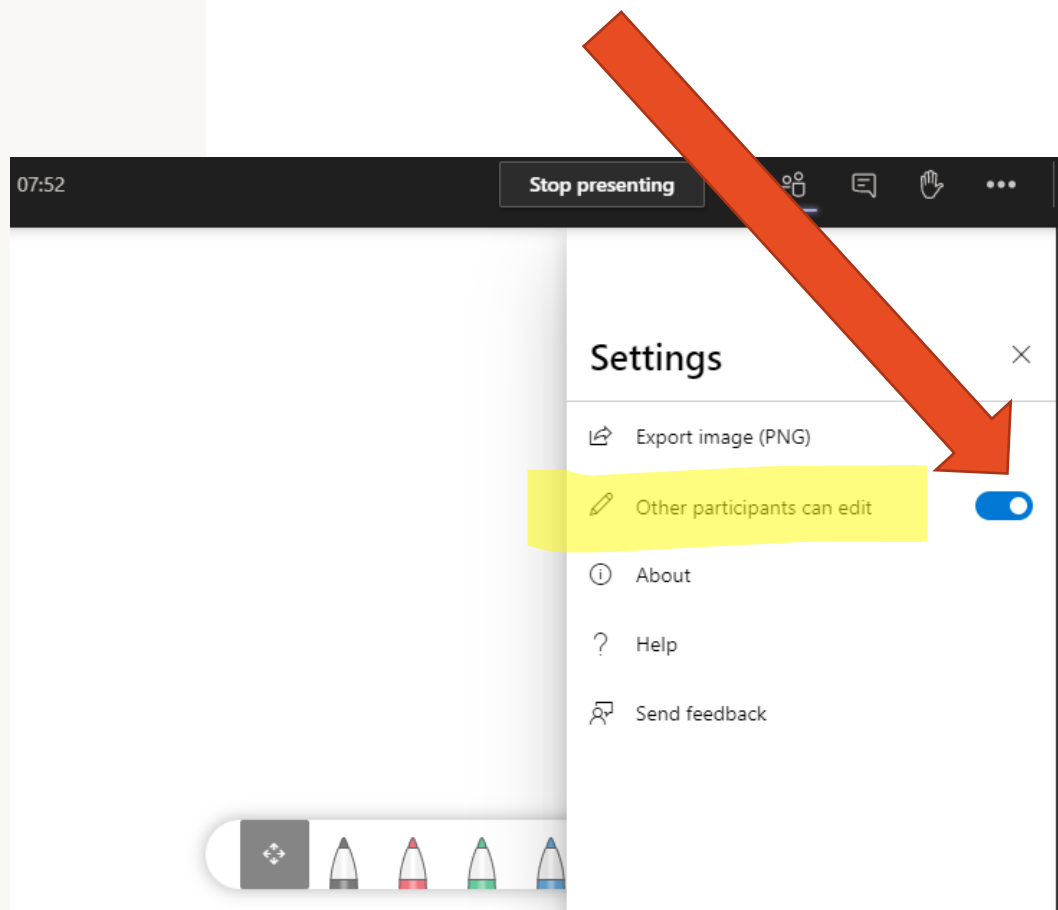 07:52
Stop presenting
Settings
Export image (PNG)
Other participants can edit
About
Help
Send feedback